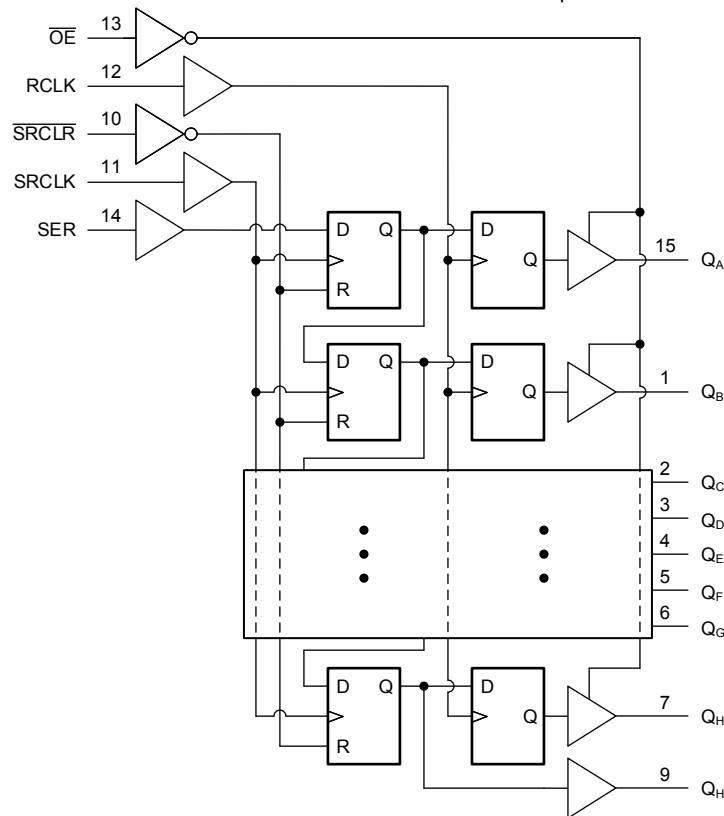 OE 13
RCLK 12
SRCLR 10
SRCLK 11
SER 14
D Q D
R Q 15 QA
D Q D
R Q 1 QB
2 QC
3 QD
4 QE
5 QF
6 QG
D Q D
R Q 7 QH
9 QH